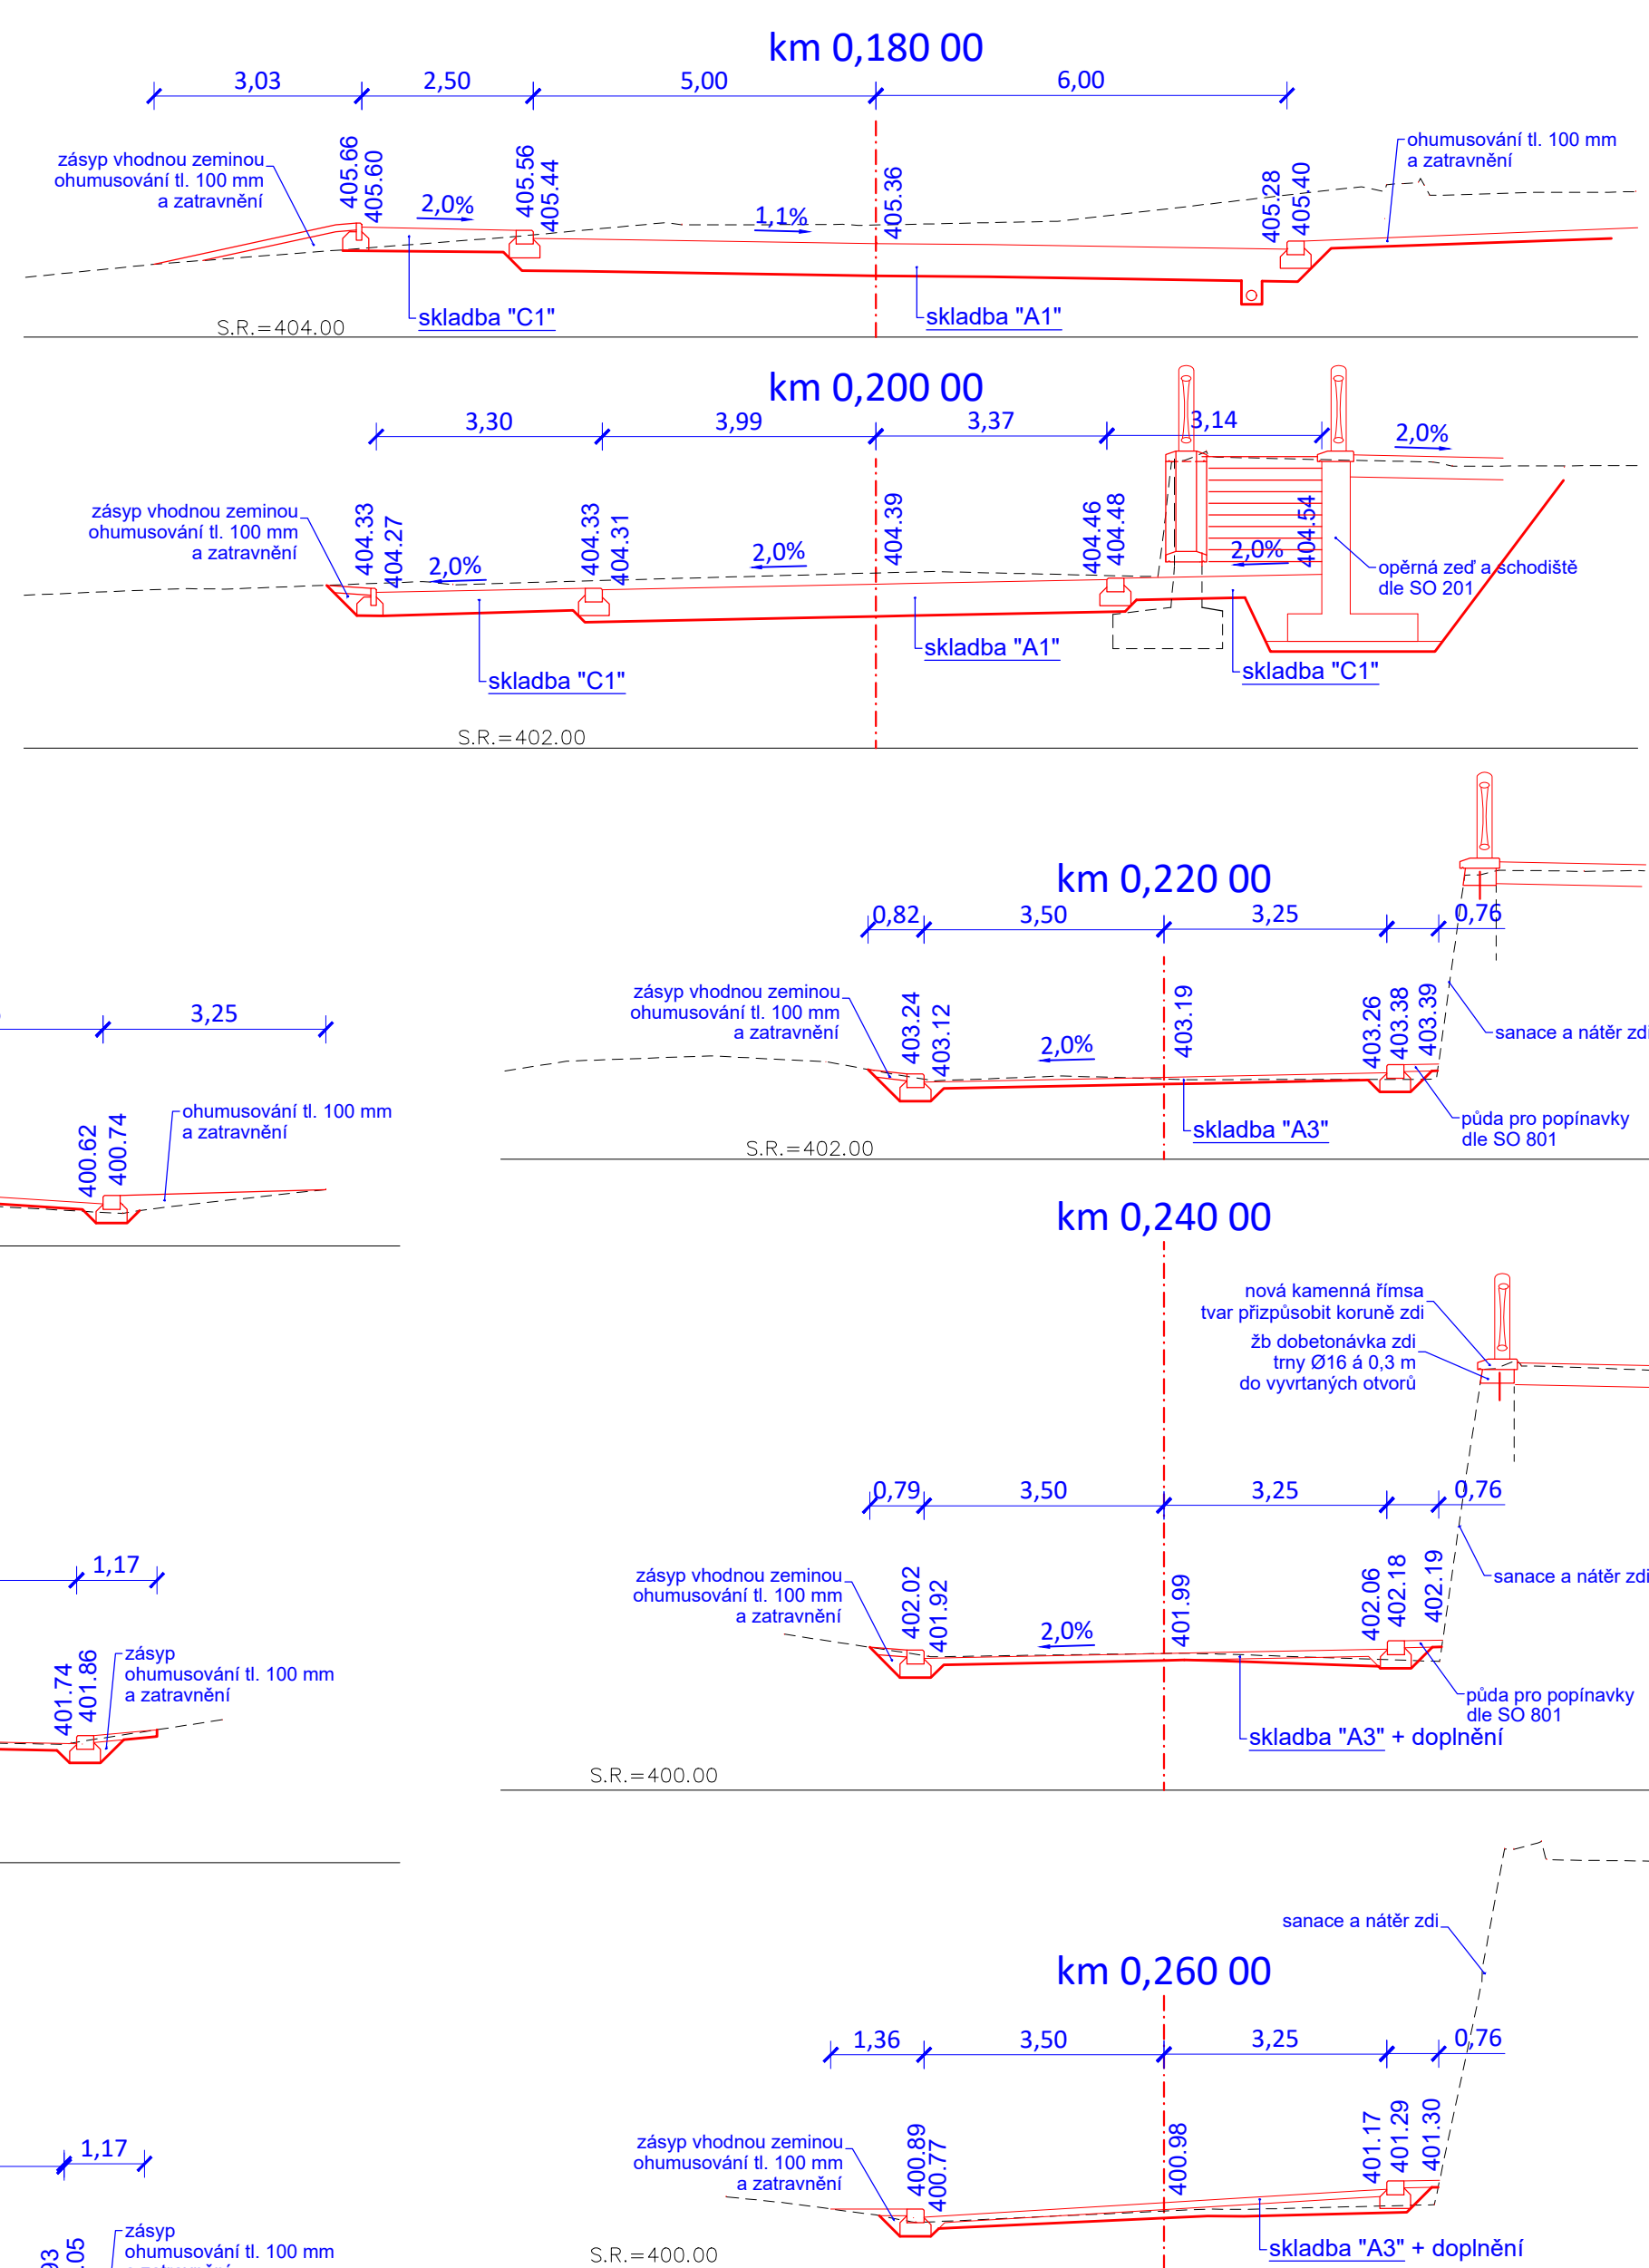 km 0,180 00
3,03
2,50
5,00
6,00
zásyp vhodnou zeminou
ohumusování tl. 100 mm
a zatravnění
405.66
405.60
2,0%
405.56
405.44
1,1%
405.36
405.28
405.40
ohumusování tl. 100 mm
a zatravnění
skladba "C1"
skladba "A1"
S.R.=404.00
km 0,200 00
3,30
3,99
3,37
3,14
2,0%
zásyp vhodnou zeminou
ohumusování tl. 100 mm
a zatravnění
404.33
404.27
2,0%
404.33
404.31
2,0%
404.39
404.46
404.48
2,0%
404.54
opěrná zeď a schodiště
dle SO 201
skladba "C1"
skladba "A1"
skladba "C1"
S.R.=402.00
km 0,220 00
0,82
3,50
3,25
0,76
zásyp vhodnou zeminou
ohumusování tl. 100 mm
a zatravnění
403.24
403.12
2,0%
403.19
403.26
403.38
403.39
sanace a nátěr zdi
půda pro popínavky
dle SO 801
skladba "A3"
S.R.=402.00
3,25
400.62
400.74
ohumusování tl. 100 mm
a zatravnění
km 0,240 00
nová kamenná římsa
tvar přizpůsobit koruně zdi
žb dobetonávka zdi
trny Ø16 á 0,3 m
do vyvrtaných otvorů
0,79
3,50
3,25
0,76
zásyp vhodnou zeminou
ohumusování tl. 100 mm
a zatravnění
402.02
401.92
2,0%
401.99
402.06
402.18
402.19
sanace a nátěr zdi
půda pro popínavky
dle SO 801
skladba "A3" + doplnění
S.R.=400.00
1,17
401.74
401.86
zásyp
ohumusování tl. 100 mm
a zatravnění
sanace a nátěr zdi
km 0,260 00
1,36
3,50
3,25
0,76
zásyp vhodnou zeminou
ohumusování tl. 100 mm
a zatravnění
400.89
400.77
400.98
401.17
401.29
401.30
skladba "A3" + doplnění
S.R.=400.00
1,17
93
.05
zásyp
ohumusování tl. 100 mm